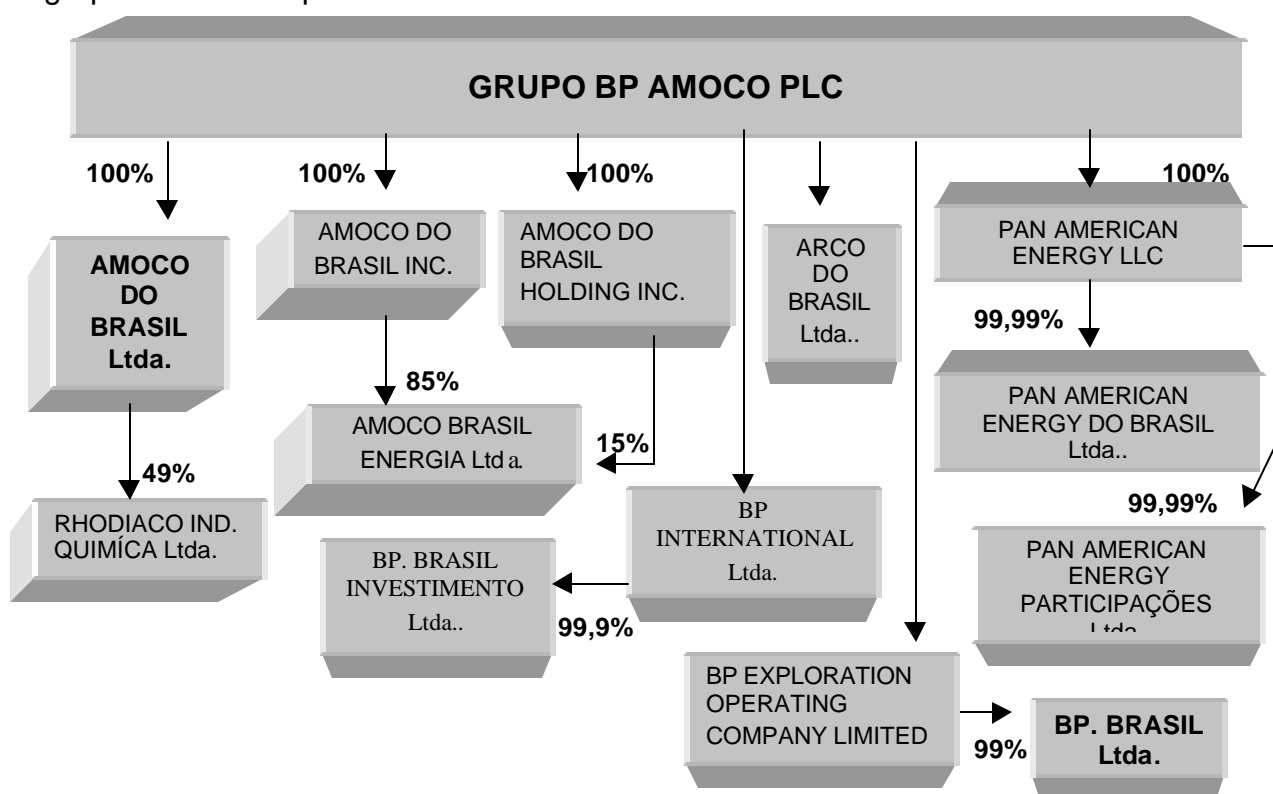 GRUPO BP AMOCO PLC
100%
100%
100%
100%
AMOCO
DO
BRASIL
Ltda.
AMOCO DO
BRASIL INC.
AMOCO DO
BRASIL
HOLDING INC.
ARCO
DO
BRASIL
Ltda..
PAN AMERICAN
ENERGY LLC
99,99%
85%
AMOCO BRASIL
ENERGIA Ltda.
15%
PAN AMERICAN
ENERGY DO BRASIL
Ltda..
49%
RHODIACO IND.
QUIMÍCA Ltda.
BP
INTERNATIONAL
Ltda.
99,99%
BP. BRASIL
INVESTIMENTO
Ltda..
99,9%
PAN AMERICAN
ENERGY
PARTICIPAÇÕES
Ltda
BP EXPLORATION
OPERATING
COMPANY LIMITED
99%
BP. BRASIL
Ltda.